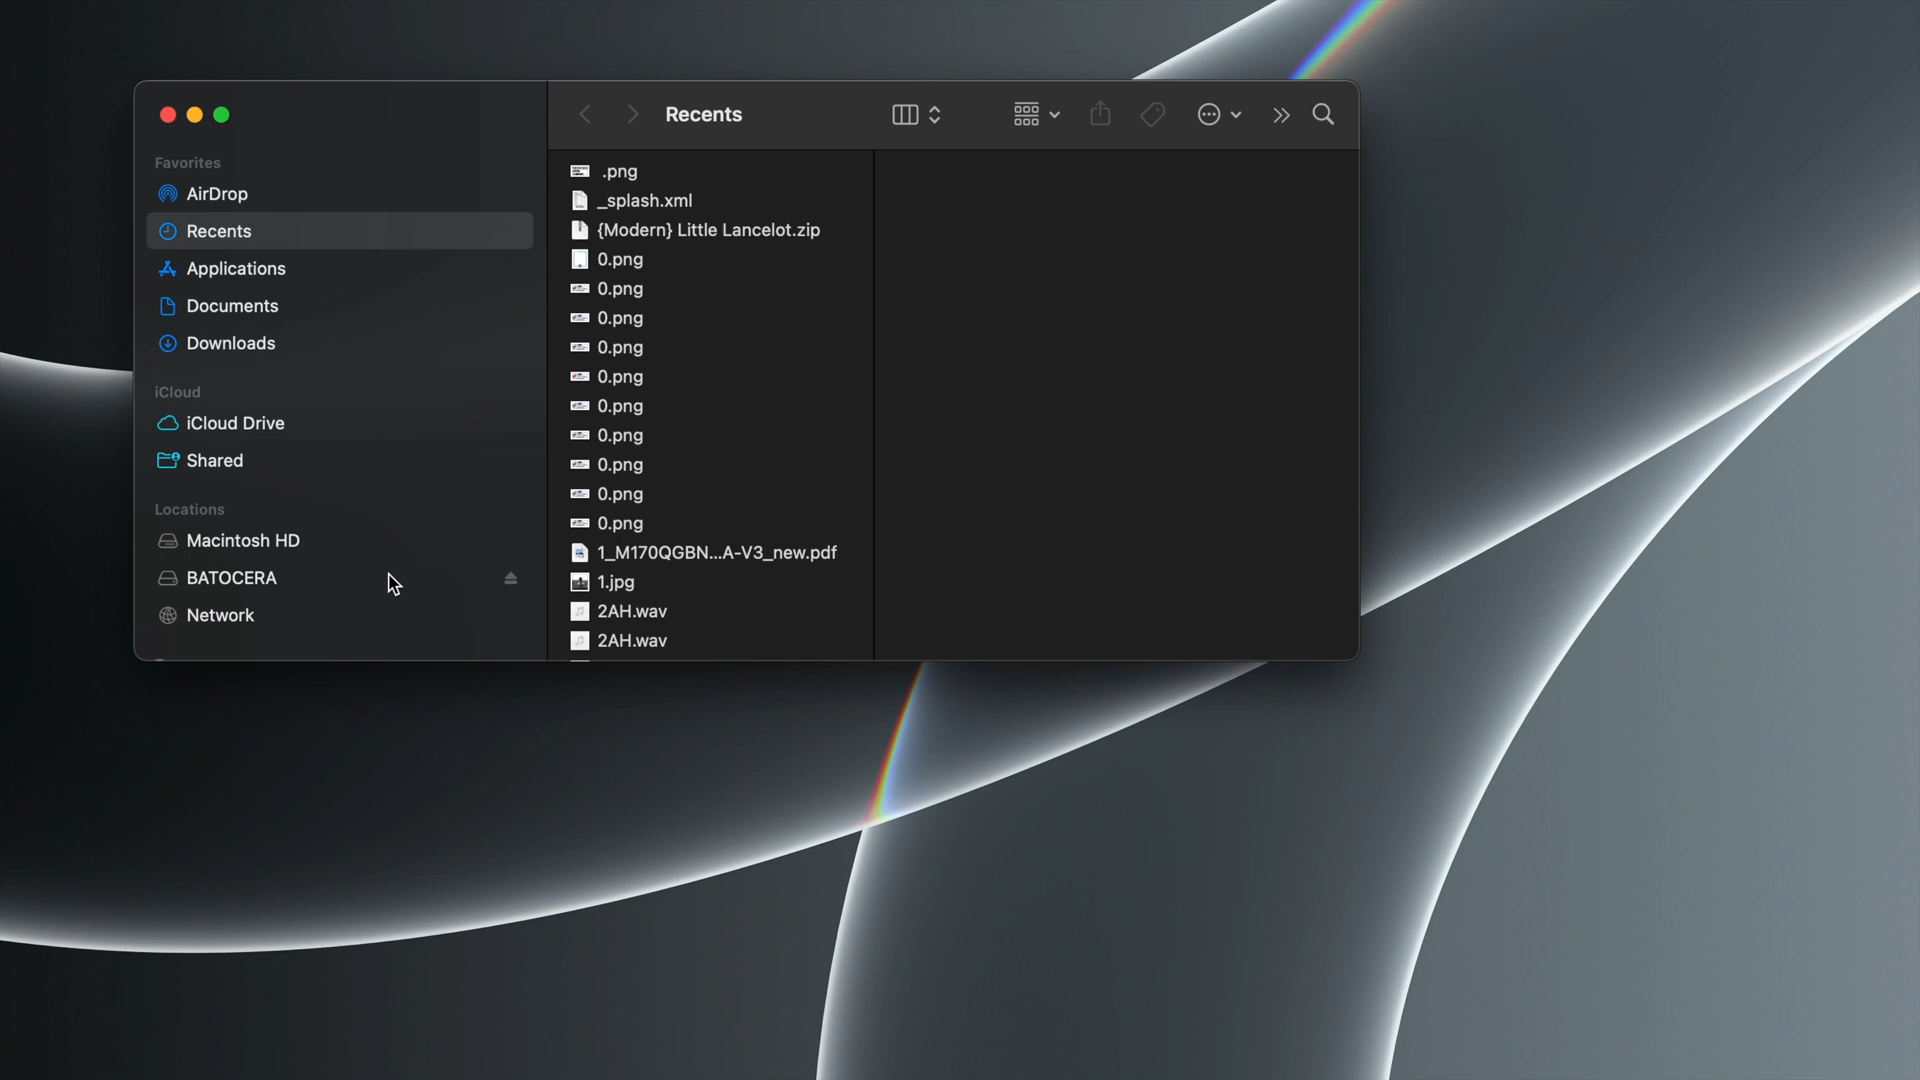 Recents
Favorites
AirDrop
Recents
Applications
Documents
Downloads
iCloud
iCloud Drive
Shared
Locations
Macintosh HD
BATOCERA
Network
.png
_splash.xml
{Modern} Little Lancelot.zip
0.png
0.png
0.png
0.png
0.png
0.png
0.png
0.png
0.png
0.png
1_M170QGBN...A-V3_new.pdf
1.jpg
2AH.wav
2AH.wav